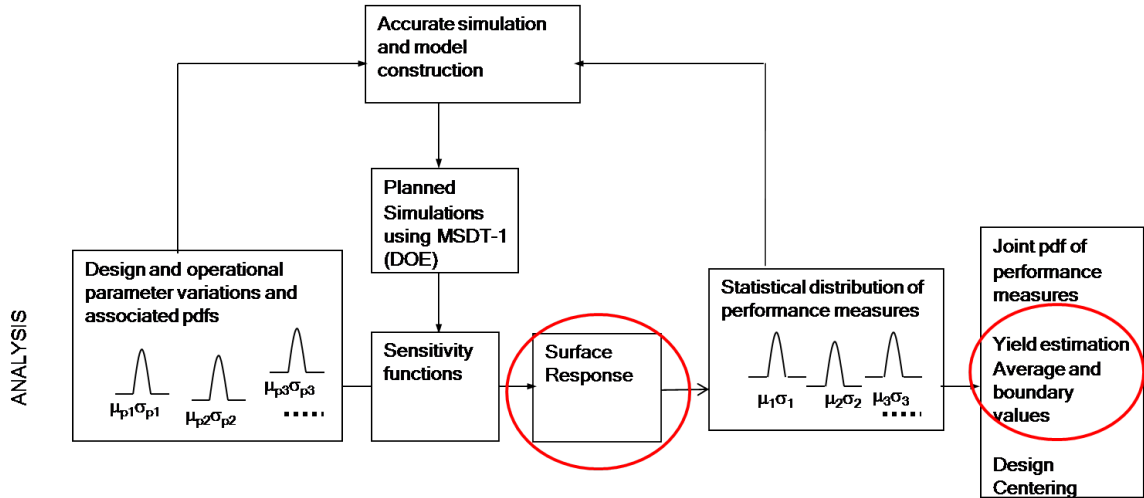 Accurate simulation
and model
construction
Planned
Simulations
using MSDT-1
(DOE)
ANALYSIS
Design and operational
parameter variations and
associated pdfs
μp1σp1
μp2σp2
μp3σp3
Sensitivity
functions
Surface
Response
Statistical distribution of
performance measures
μ1σ1
μ2σ2
μ3σ3
Joint pdf of
performance
measures
Yield estimation
Average and
boundary
values
Design
Centering